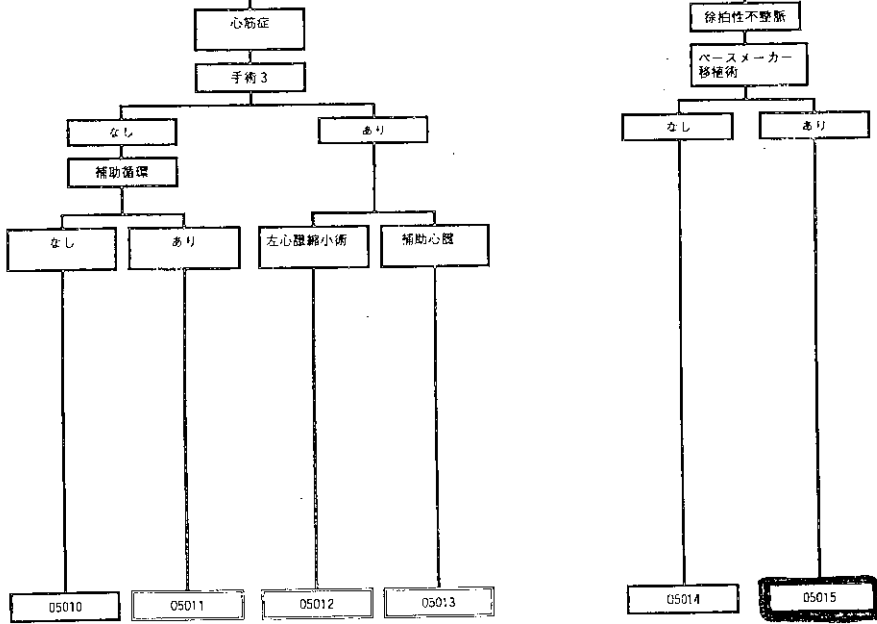 心筋症
手術3
なし
あり
補助循環
なし
あり
左心臓縮小術
補助心臓
05010
05011
05012
05013
徐拍性不整脈
ペースメーカー
移植術
なし
あり
05014
05015